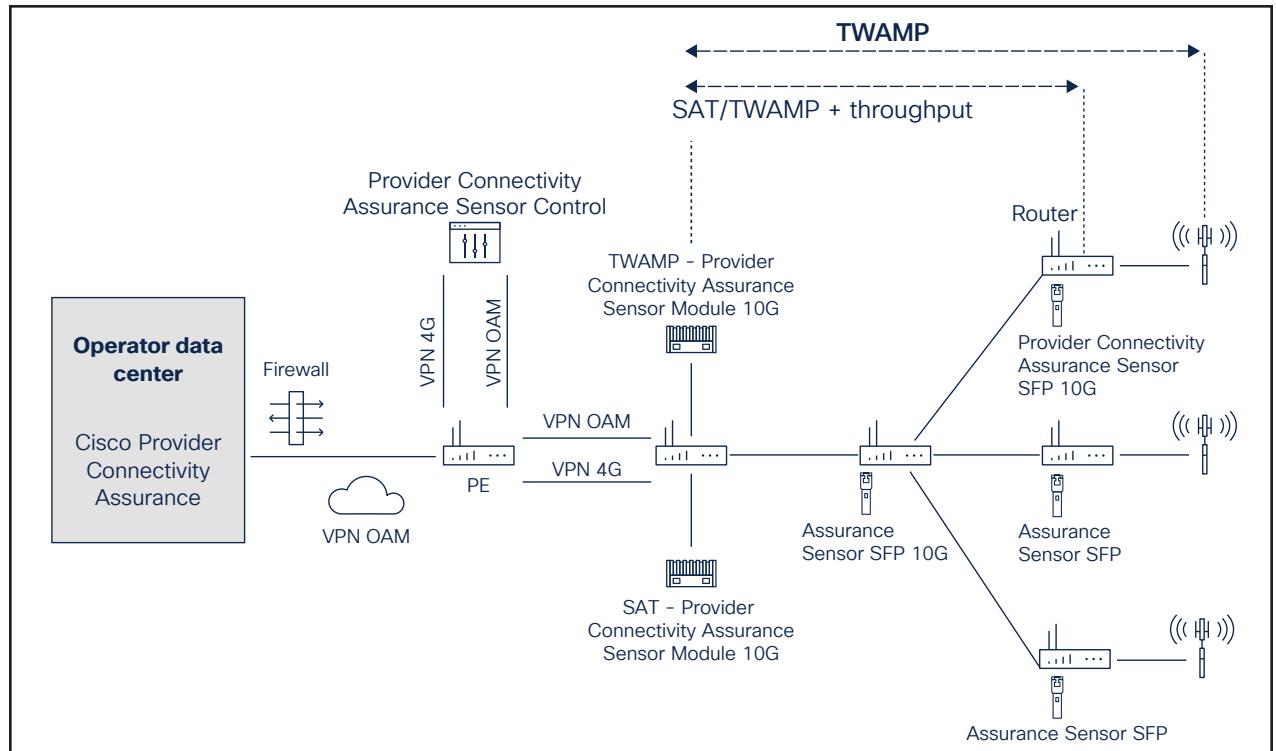 TWAMP
SAT/TWAMP + throughput
Provider Connectivity
Assurance Sensor Control
Router
TWAMP - Provider
Connectivity Assurance
Sensor Module 10G
VPN 4G
VPN OAM
Operator data
center
Cisco Provider
Connectivity
Assurance
Firewall
Provider Connectivity
Assurance Sensor
SFP 10G
VPN OAM
VPN 4G
PE
VPN OAM
Assurance
Sensor SFP 10G
Assurance
Sensor SFP
SAT - Provider
Connectivity Assurance
Sensor Module 10G
Assurance Sensor SFP